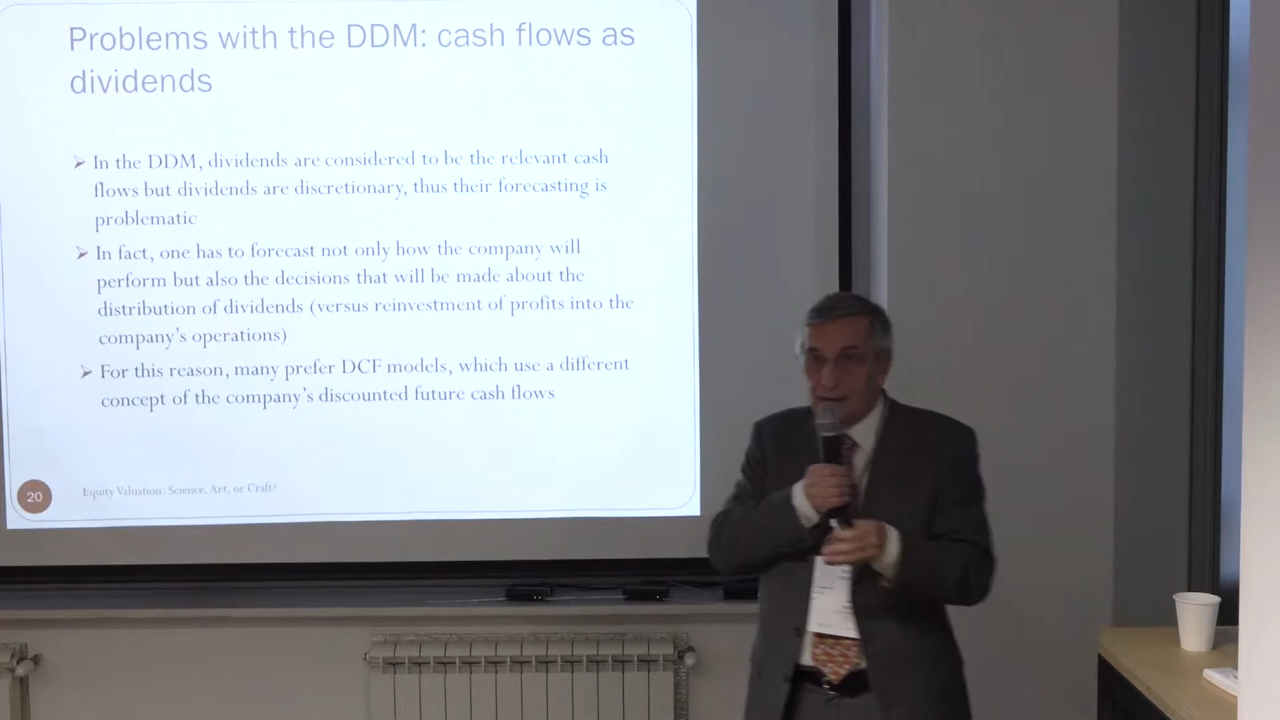 Problems with the DDM: cash flows as
dividends
➢ In the DDM, dividends are considered to be the relevant cash
flows but dividends are discretionary, thus their forecasting is
problematic
➢ In fact, one has to forecast not only how the company will
perform but also the decisions that will be made about the
distribution of dividends (versus reinvestment of profits into the
company's operations)
➢ For this reason, many prefer DCF models, which use a different
concept of the company's discounted future cash flows
20
Equity Valuation: Science, Art, or Craft?